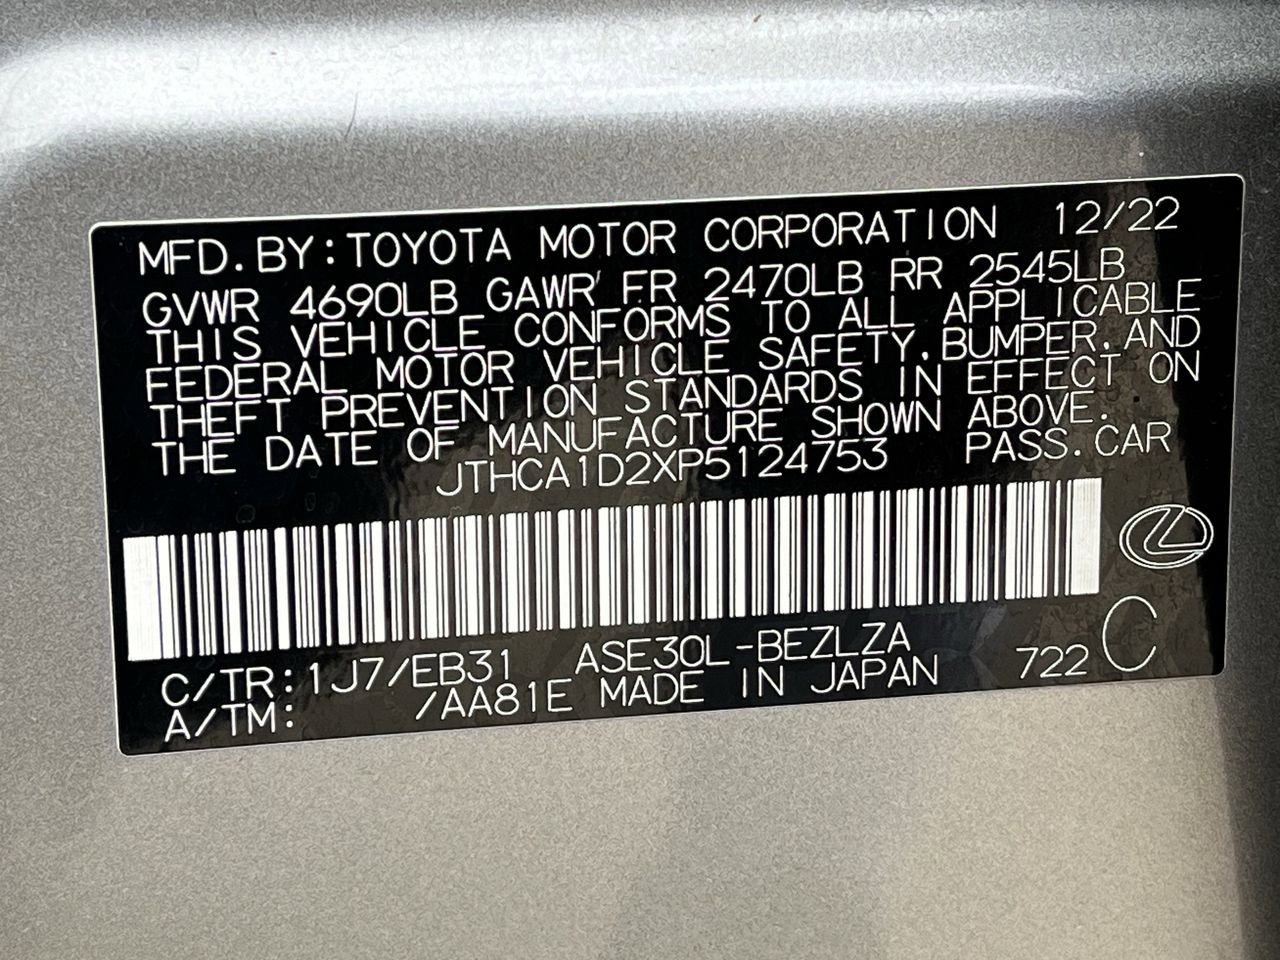 MFD.BY:TOYOTA MOTOR CORPORATION 12/22
GVWR 4690LB GAWR FR 2470LB RR 2545LB
THIS VEHICLE CONFORMS TO ALL APPLICABLE
FEDERAL MOTOR VEHICLE SAFETY.BUMPER.AND
THEFT PREVENTION STANDARDS IN EFFECT ON
THE DATE OF MANUFACTURE SHOWN ABOVE.
JTHCA1D2XP5124753 PASS.CAR
C/TR:1J7/EB31 ASE30L-BEZLZA 722 C
A/TM: /AA81E MADE IN JAPAN